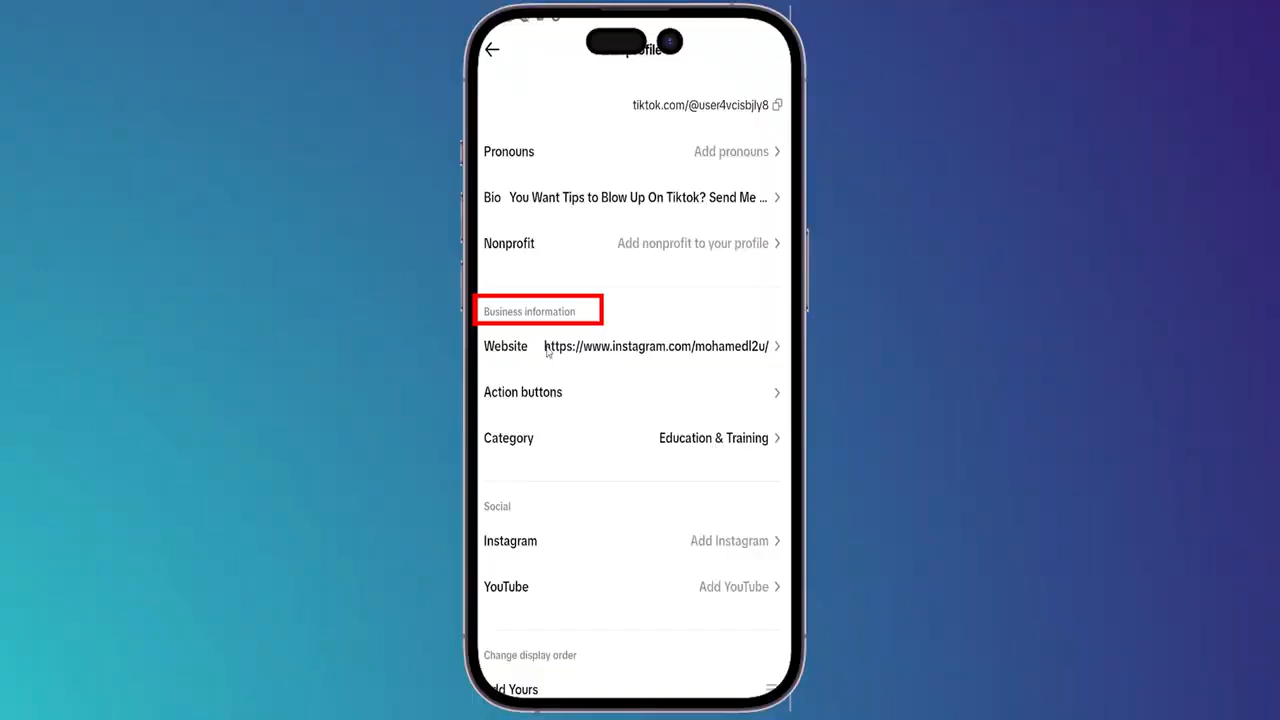 tiktok.com/@user4vcisbjly8
Pronouns Add pronouns
Bio You Want Tips to Blow Up On Tiktok? Send Me ...
Nonprofit Add nonprofit to your profile
Business information
Website https://www.instagram.com/mohamedl2u/
Action buttons
Category Education & Training
Social
Instagram Add Instagram
YouTube Add YouTube
Change display order
Yours